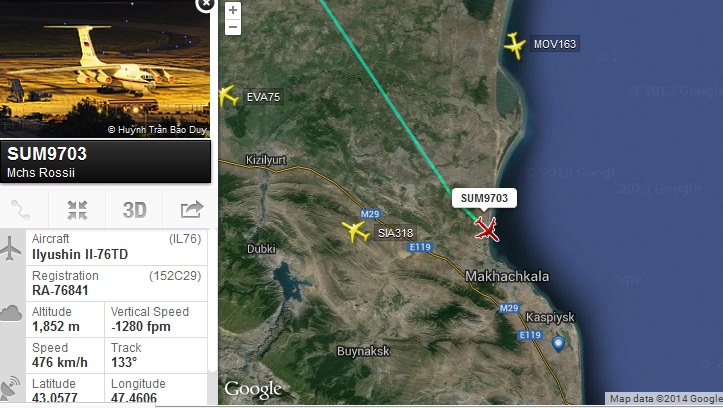 © Huỳnh Trần Bảo Duy
SUM9703
Mchs Rossii
3D
Aircraft (IL76)
Ilyushin Il-76TD
Registration (152C29)
RA-76841
Altitude Vertical Speed
1,852 m -1280 fpm
Speed Track
476 km/h 133°
Latitude Longitude
43.0577 47.4606
+
−
MOV163
EVA75
© 2013 Google
Kizilyurt
© 2013 Google
SUM9703
M29
SIA318
Dubki
E119
Makhachkala
M29
Kaspiysk
E119
Buynaksk
Google
Map data ©2014 Google